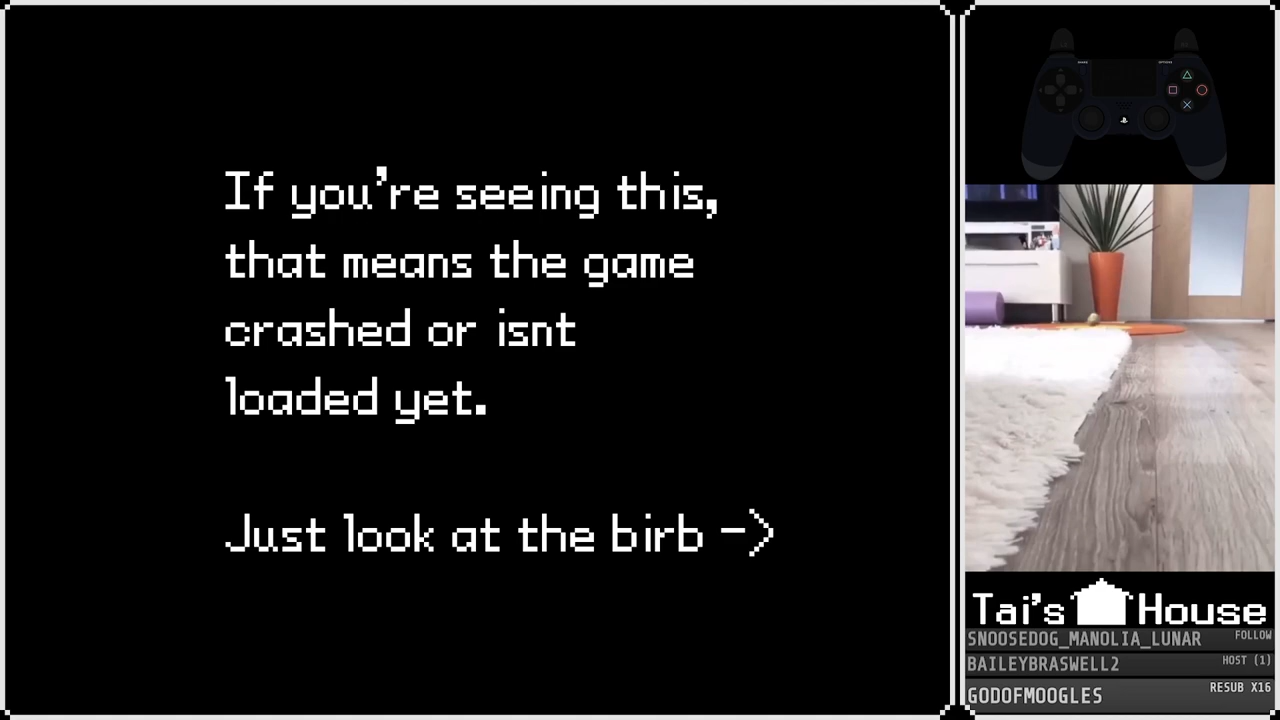 If you're seeing this,
that means the game
crashed or isnt
loaded yet.
Just look at the birb ->
Tai's House
SNOOSEDOG_MANOLIA_LUNAR FOLLOW
BAILEYBRASWELL2 HOST (1)
GODOFMOOGLES RESUB X16